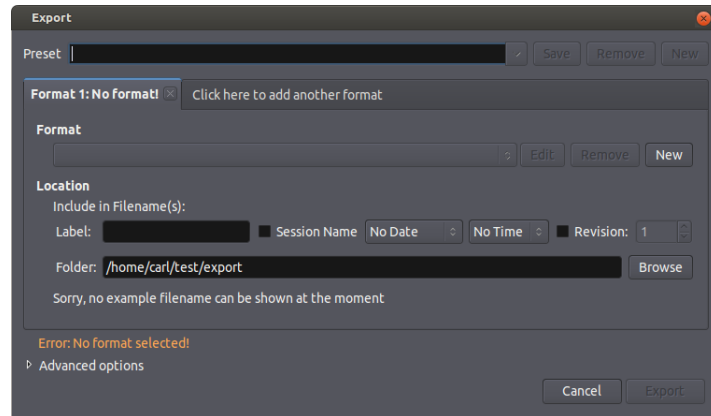 Export
Preset Save Remove New
Format 1: No format! Click here to add another format
Format
Edit Remove New
Location
Include in Filename(s):
Label: Session Name No Date No Time Revision: 1
Folder: /home/carl/test/export Browse
Sorry, no example filename can be shown at the moment
Error: No format selected!
Advanced options
Cancel Export